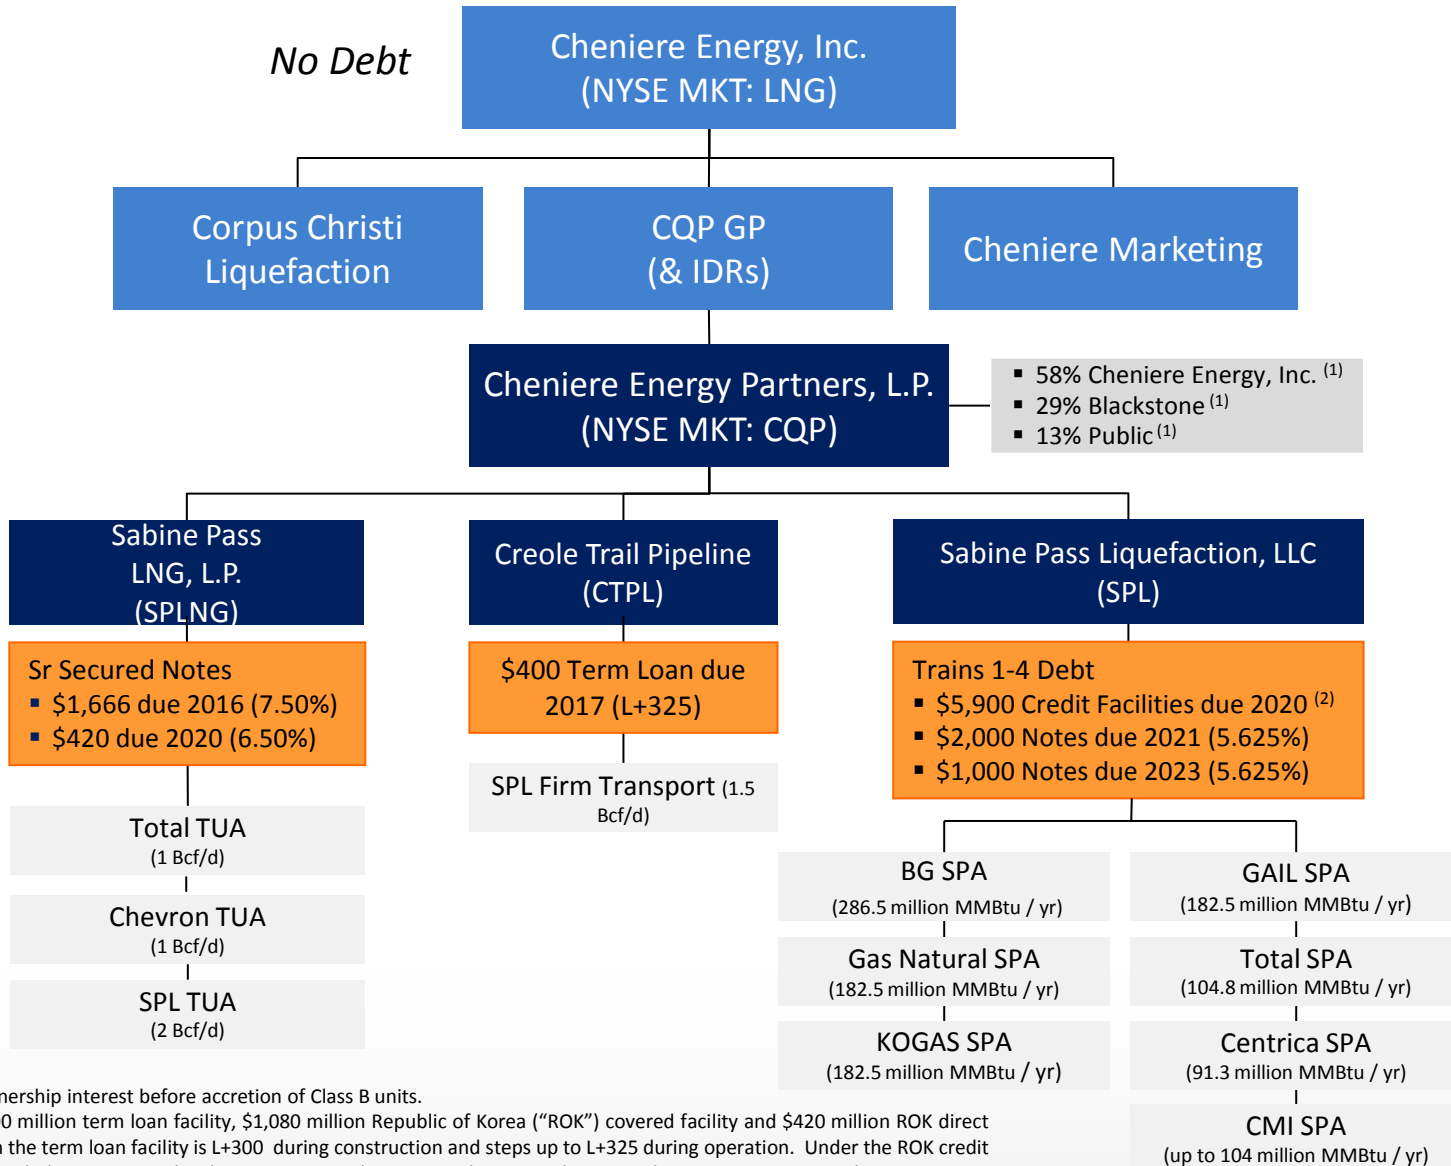 No Debt
Cheniere Energy, Inc.
(NYSE MKT: LNG)
Corpus Christi
Liquefaction
CQP GP
(& IDRs)
Cheniere Marketing
Cheniere Energy Partners, L.P.
(NYSE MKT: CQP)
▪ 58% Cheniere Energy, Inc. (1)
▪ 29% Blackstone (1)
▪ 13% Public (1)
Sabine Pass
LNG, L.P.
(SPLNG)
Creole Trail Pipeline
(CTPL)
Sabine Pass Liquefaction, LLC
(SPL)
Sr Secured Notes
▪ $1,666 due 2016 (7.50%)
▪ $420 due 2020 (6.50%)
$400 Term Loan due
2017 (L+325)
Trains 1-4 Debt
▪ $5,900 Credit Facilities due 2020 (2)
▪ $2,000 Notes due 2021 (5.625%)
▪ $1,000 Notes due 2023 (5.625%)
Total TUA
(1 Bcf/d)
Chevron TUA
(1 Bcf/d)
SPL TUA
(2 Bcf/d)
SPL Firm Transport (1.5
Bcf/d)
BG SPA
(286.5 million MMBtu / yr)
Gas Natural SPA
(182.5 million MMBtu / yr)
KOGAS SPA
(182.5 million MMBtu / yr)
GAIL SPA
(182.5 million MMBtu / yr)
Total SPA
(104.8 million MMBtu / yr)
Centrica SPA
(91.3 million MMBtu / yr)
CMI SPA
(up to 104 million MMBtu / yr)
nership interest before accretion of Class B units.
0 million term loan facility, $1,080 million Republic of Korea (“ROK”) covered facility and $420 million ROK direct
the term loan facility is L+300 during construction and steps up to L+325 during operation. Under the ROK credit